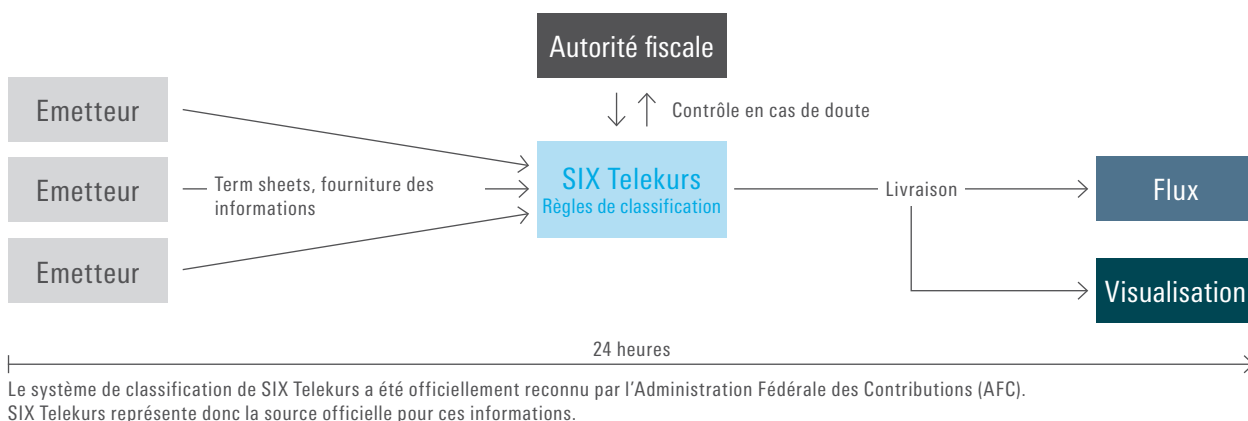 Autorité fiscale
Emetteur
Contrôle en cas de doute
Emetteur
Term sheets, fourniture des
informations
SIX Telekurs
Règles de classification
Livraison
Flux
Emetteur
Visualisation
24 heures
Le système de classification de SIX Telekurs a été officiellement reconnu par l'Administration Fédérale des Contributions (AFC).
SIX Telekurs représente donc la source officielle pour ces informations.